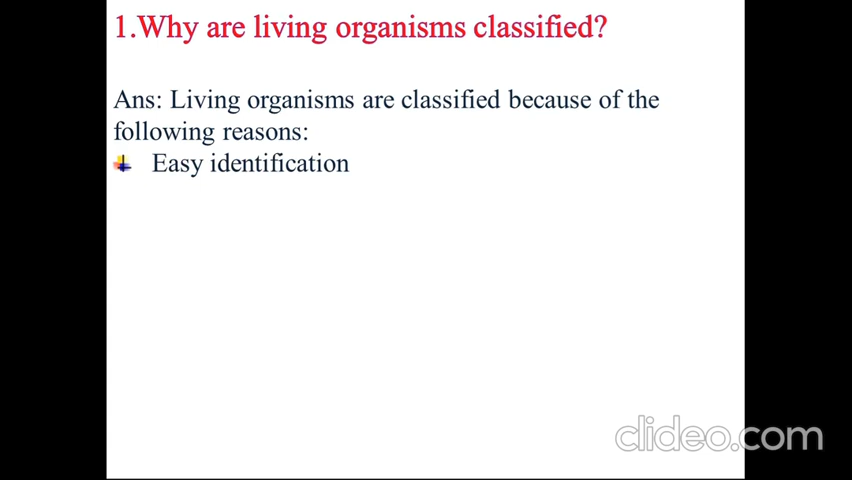 1.Why are living organisms classified?
Ans: Living organisms are classified because of the
following reasons:
Easy identification
clideo.com